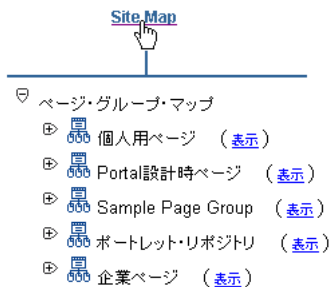 Site Map
ページ・グループ・マップ
個人用ページ (表示)
Portal設計時ページ (表示)
Sample Page Group (表示)
ポートレット・リポジトリ (表示)
企業ページ (表示)